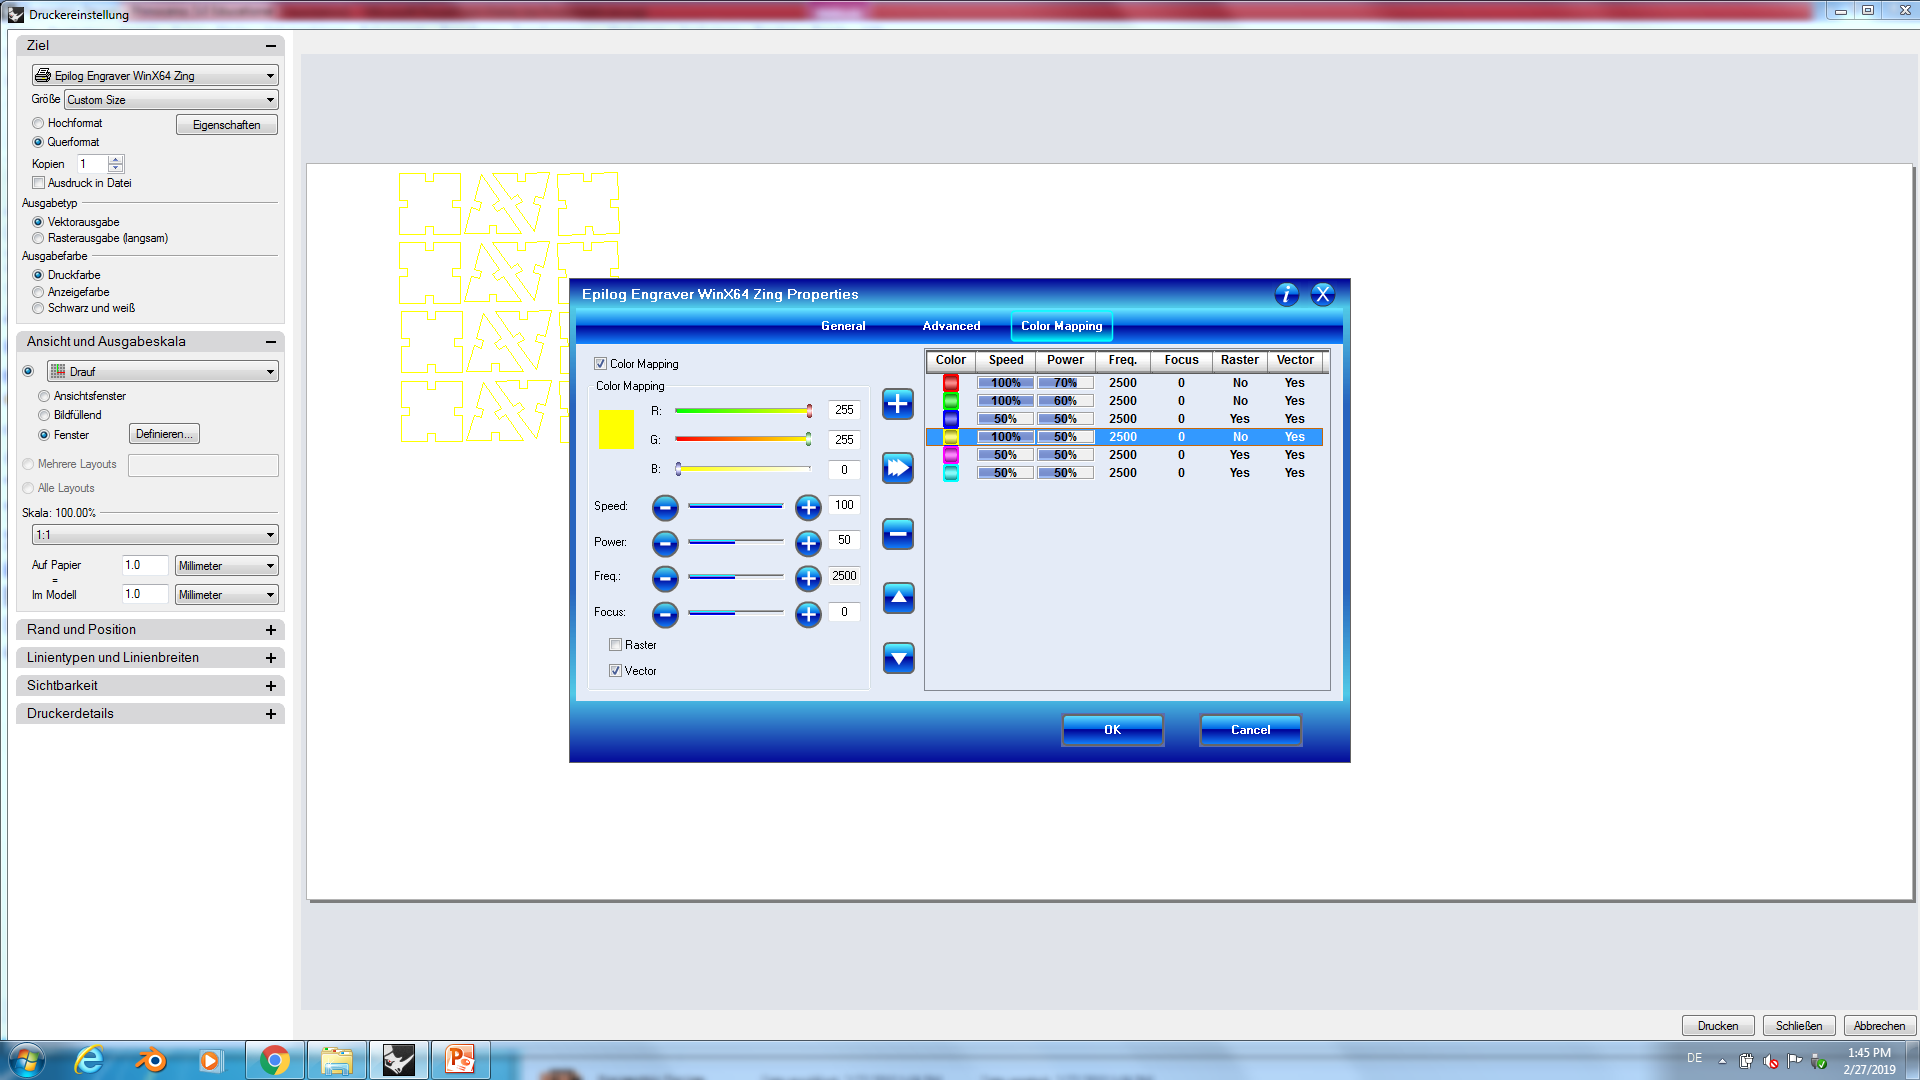 Druckereinstellung
Ziel
Epilog Engraver WinX64 Zing
Größe Custom Size
Hochformat
Eigenschaften
Querformat
Kopien 1
Ausdruck in Datei
Ausgabetyp
Vektorausgabe
Rasterausgabe (langsam)
Ausgabefarbe
Druckfarbe
Anzeigefarbe
Schwarz und weiß
Ansicht und Ausgabeskala
Drauf
Ansichtsfenster
Bildfüllend
Fenster Definieren...
Mehrere Layouts
Alle Layouts
Skala: 100.00%
1:1
Auf Papier 1.0 Millimeter
=
Im Modell 1.0 Millimeter
Rand und Position
Linientypen und Linienbreiten
Sichtbarkeit
Druckerdetails
Epilog Engraver WinX64 Zing Properties
General Advanced Color Mapping
Color Mapping
Color Mapping
R: 255
G: 255
B: 0
Speed: 100
Power: 50
Freq.: 2500
Focus: 0
Raster
Vector
Color Speed Power Freq. Focus Raster Vector
100% 70% 2500 0 No Yes
100% 60% 2500 0 No Yes
50% 50% 2500 0 Yes Yes
100% 50% 2500 0 No Yes
50% 50% 2500 0 Yes Yes
50% 50% 2500 0 Yes Yes
OK Cancel
Drucken Schließen Abbrechen
DE
1:45 PM
2/27/2019